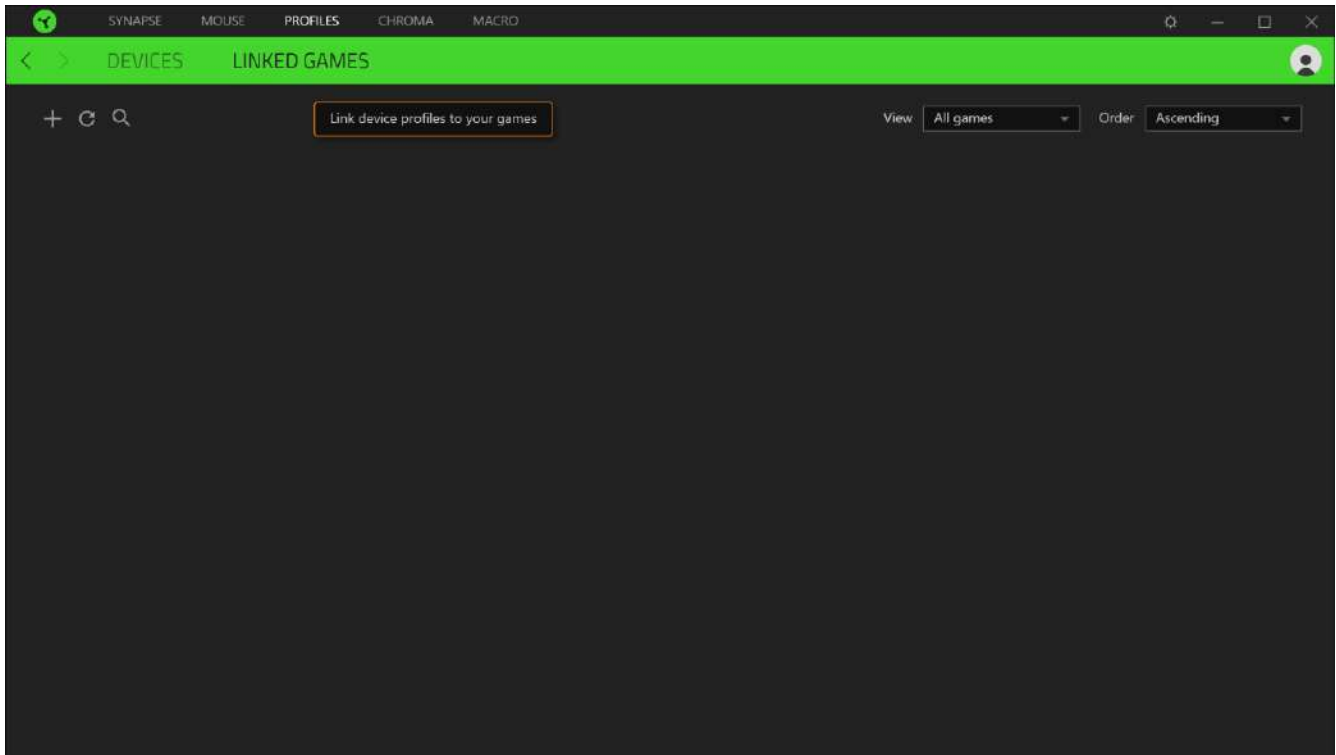 SYNAPSE MOUSE PROFILES CHROMA MACRO
DEVICES LINKED GAMES
Link device profiles to your games View All games Order Ascending